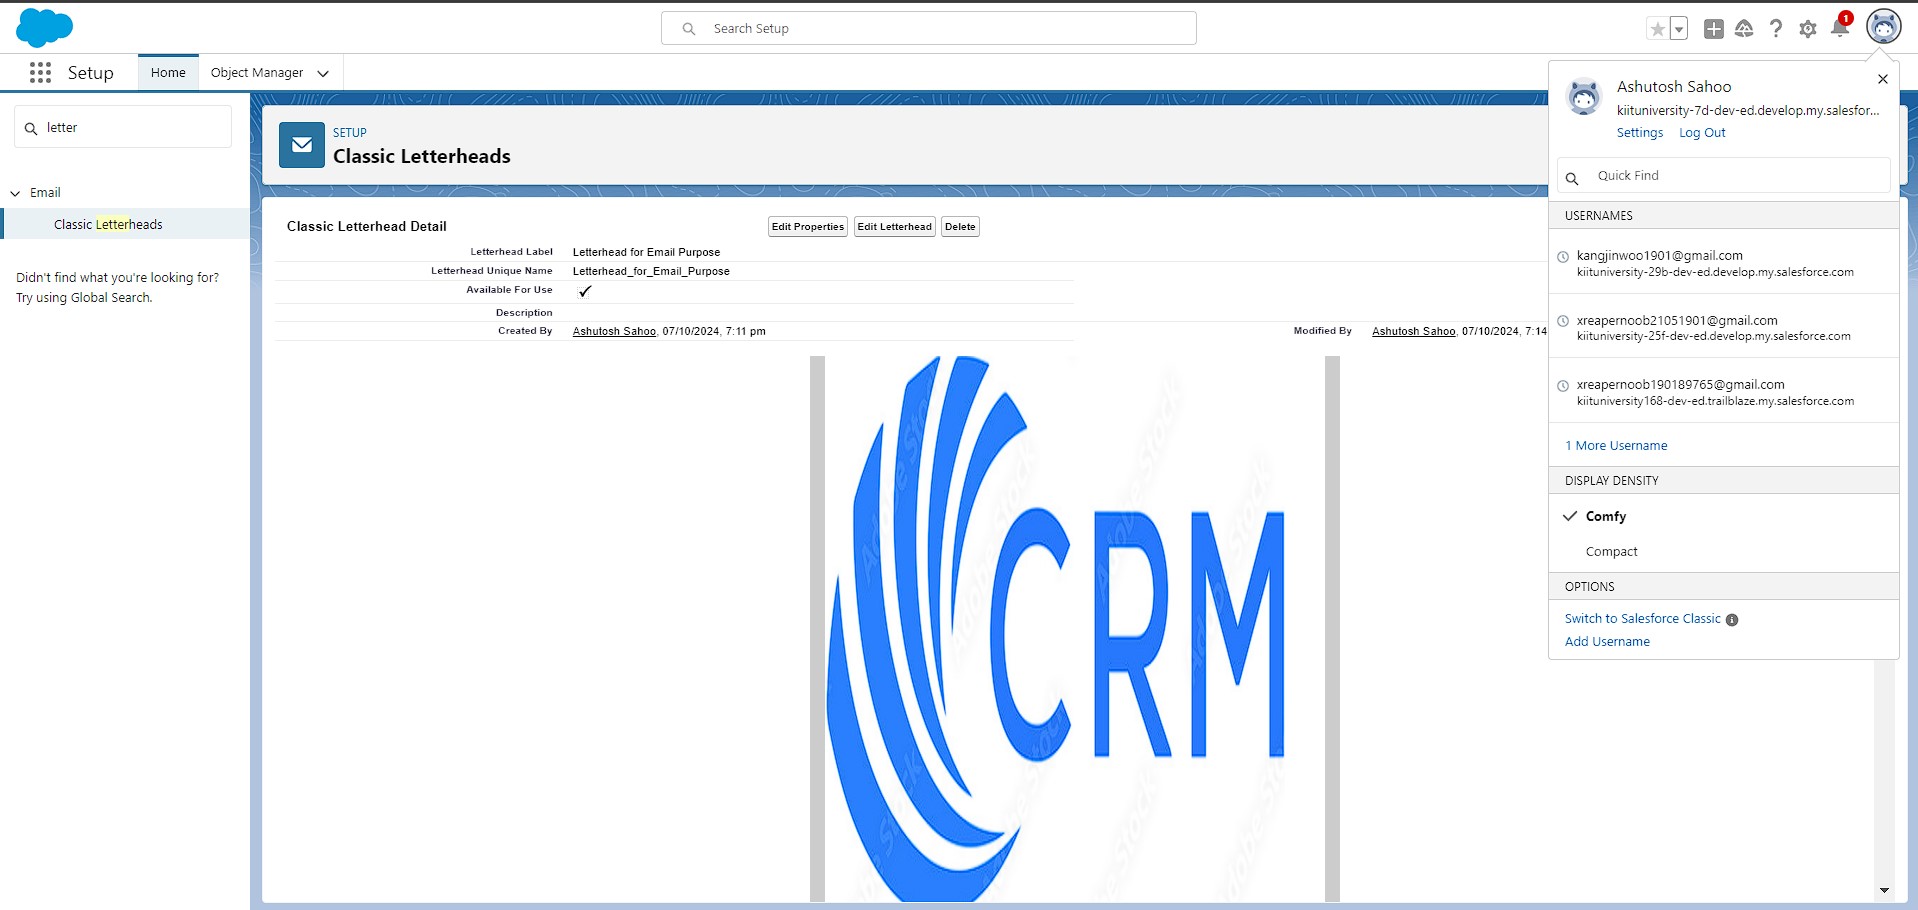 Search Setup
1
Setup
Home
Object Manager
letter
Email
Classic Letterheads
Didn't find what you're looking for?
Try using Global Search.
SETUP
Classic Letterheads
Classic Letterhead Detail
Edit Properties
Edit Letterhead
Delete
Letterhead Label
Letterhead for Email Purpose
Letterhead Unique Name
Letterhead_for_Email_Purpose
Available For Use
Description
Created By
Ashutosh Sahoo, 07/10/2024, 7:11 pm
Modified By
Ashutosh Sahoo, 07/10/2024, 7:14
CRM
Adobe Stock
Ashutosh Sahoo
kiituniversity-7d-dev-ed.develop.my.salesfor...
Settings
Log Out
Quick Find
USERNAMES
kangjinwoo1901@gmail.com
kiituniversity-29b-dev-ed.develop.my.salesforce.com
xreapernoob21051901@gmail.com
kiituniversity-25f-dev-ed.develop.my.salesforce.com
xreapernoob190189765@gmail.com
kiituniversity168-dev-ed.trailblaze.my.salesforce.com
1 More Username
DISPLAY DENSITY
Comfy
Compact
OPTIONS
Switch to Salesforce Classic
Add Username